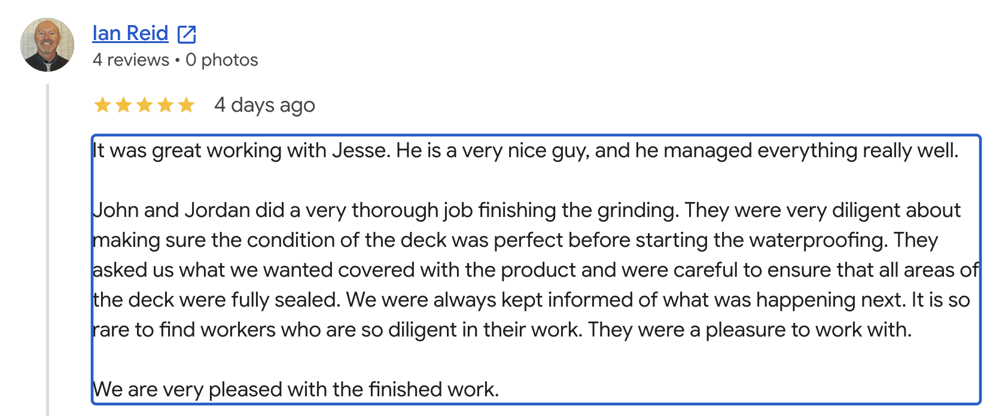 Ian Reid
4 reviews • 0 photos
4 days ago
It was great working with Jesse. He is a very nice guy, and he managed everything really well.
John and Jordan did a very thorough job finishing the grinding. They were very diligent about
making sure the condition of the deck was perfect before starting the waterproofing. They
asked us what we wanted covered with the product and were careful to ensure that all areas of
the deck were fully sealed. We were always kept informed of what was happening next. It is so
rare to find workers who are so diligent in their work. They were a pleasure to work with.
We are very pleased with the finished work.